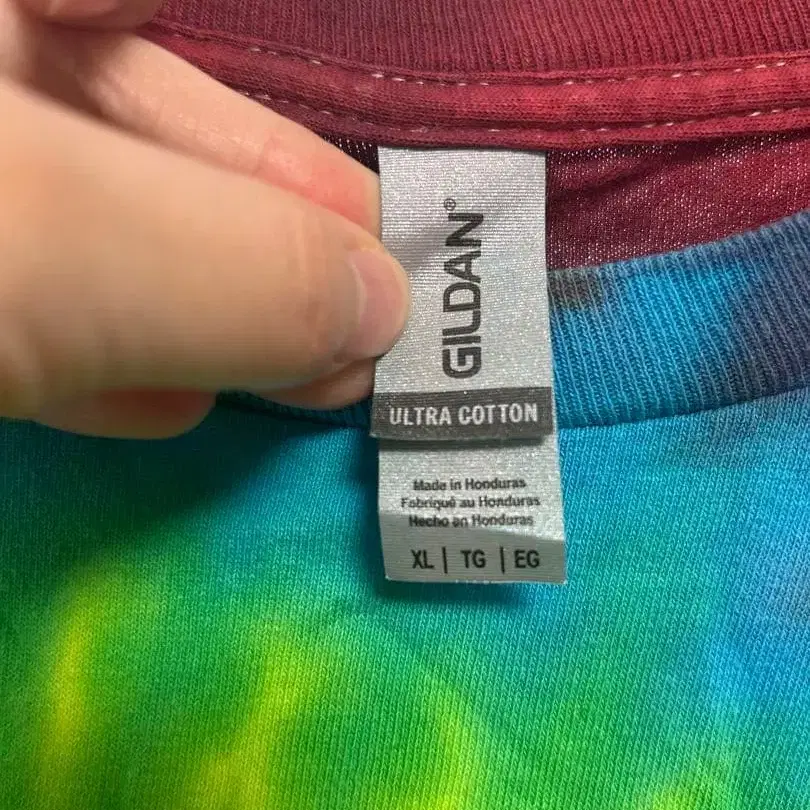 GILDAN®
ULTRA COTTON
Made in Honduras
Fabriqué au Honduras
Hecho en Honduras
XL | TG | EG